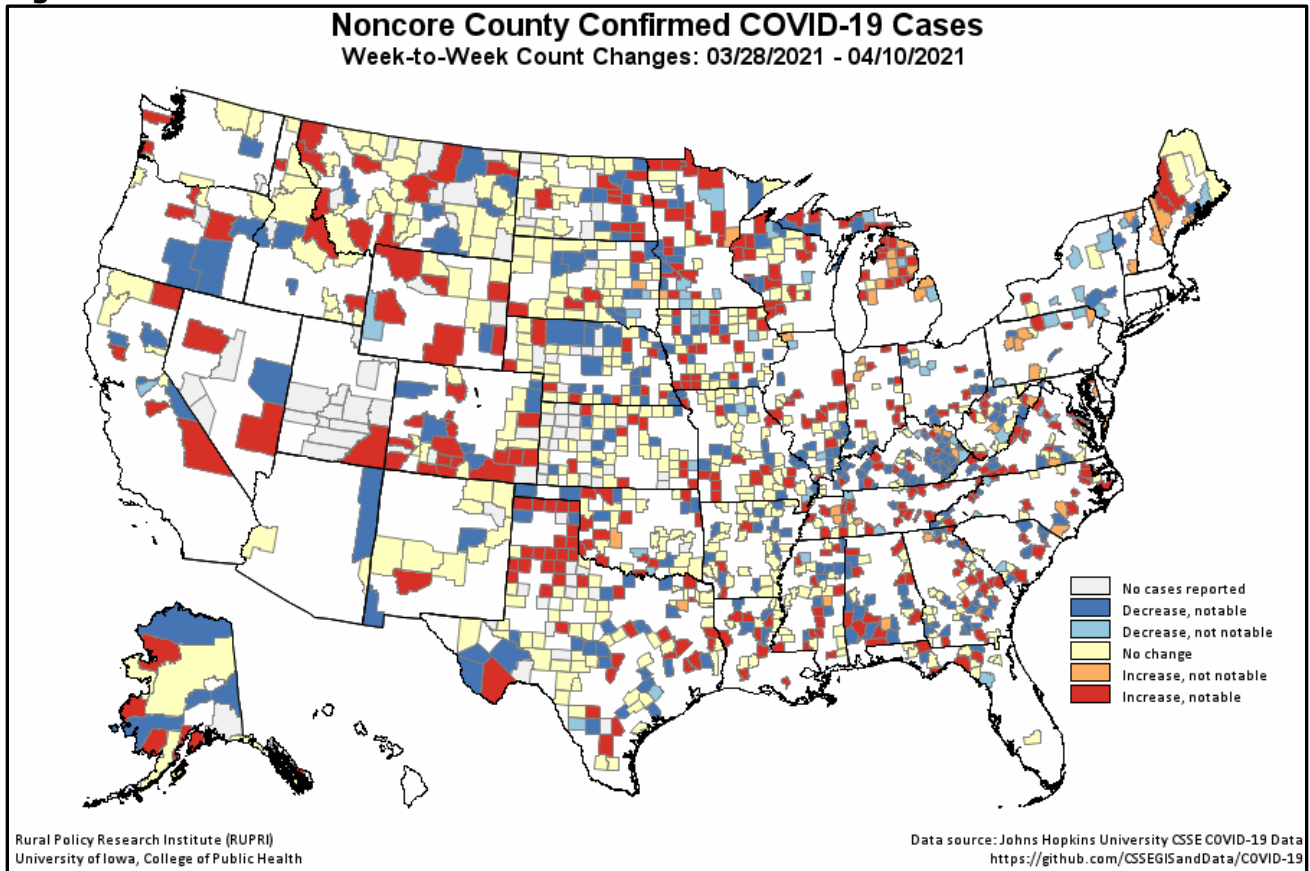 Noncore County Confirmed COVID-19 Cases
Week-to-Week Count Changes: 03/28/2021 - 04/10/2021
No cases reported
Decrease, notable
Decrease, not notable
No change
Increase, not notable
Increase, notable
Rural Policy Research Institute (RUPRI)
University of Iowa, College of Public Health
Data source: Johns Hopkins University CSSE COVID-19 Data
https://github.com/CSSEGISandData/COVID-19